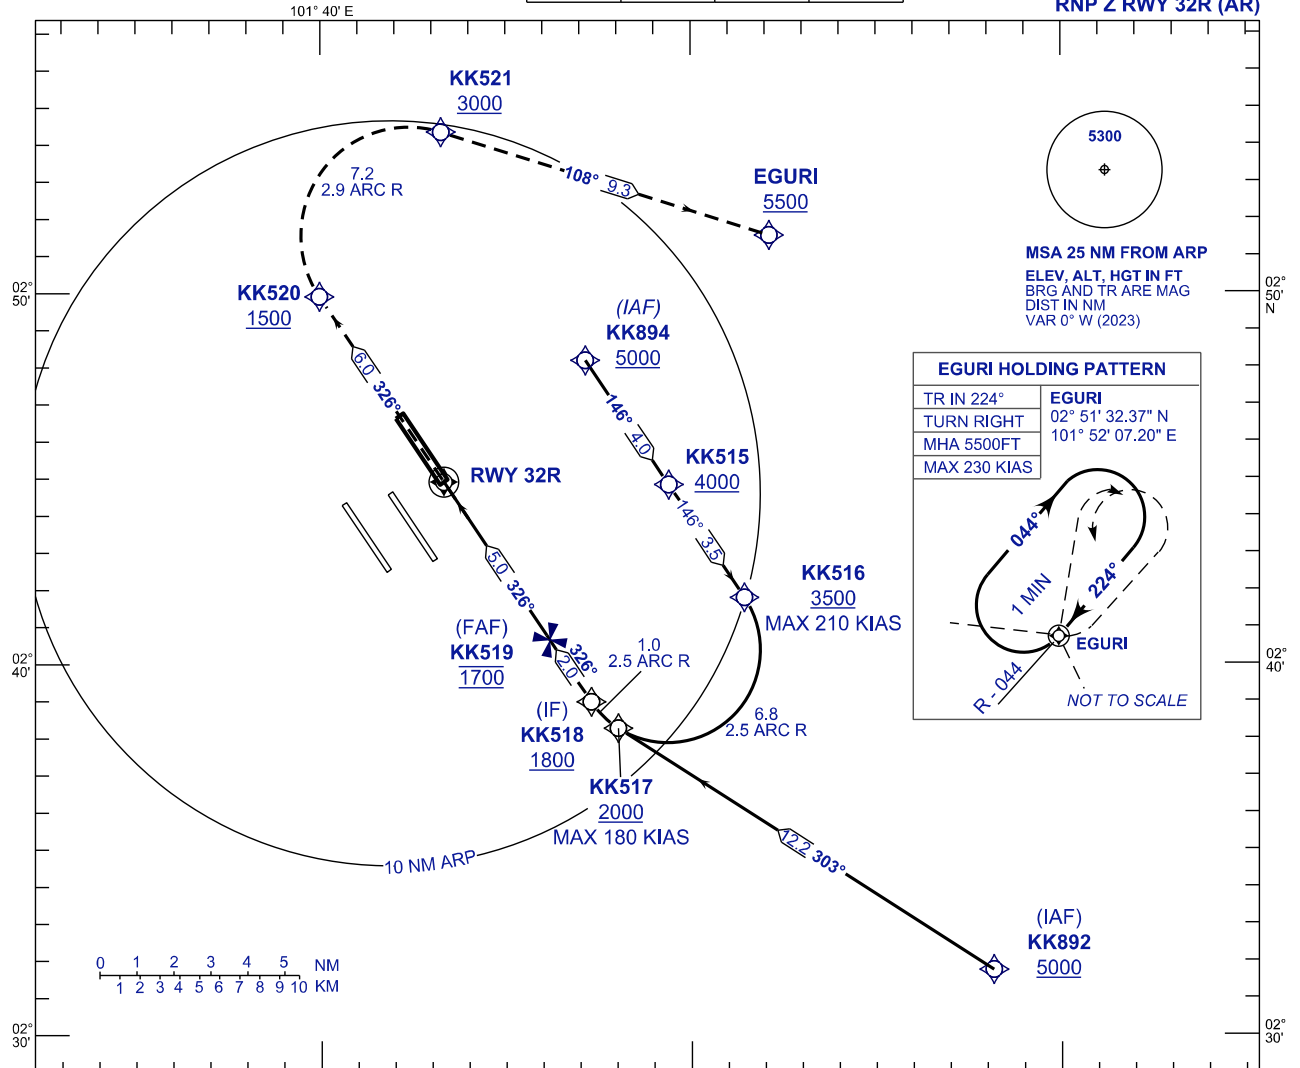 RNP Z RWY 32R (AR)
101° 40' E
KK521
3000
5300
7.2
2.9 ARC R
108° 9.3
EGURI
5500
MSA 25 NM FROM ARP
ELEV, ALT, HGT IN FT
BRG AND TR ARE MAG
DIST IN NM
VAR 0° W (2023)
02°
50'
02°
50'
N
KK520
1500
(IAF)
KK894
5000
6.0 326°
146° 4.0
EGURI HOLDING PATTERN
TR IN 224°
TURN RIGHT
MHA 5500FT
MAX 230 KIAS
EGURI
02° 51' 32.37" N
101° 52' 07.20" E
KK515
4000
RWY 32R
146° 3.5
044°
224°
1 MIN
EGURI
R - 044
NOT TO SCALE
5.0 326°
KK516
3500
MAX 210 KIAS
(FAF)
KK519
1700
02°
40'
02°
40'
2.0 326°
1.0
2.5 ARC R
6.8
2.5 ARC R
(IF)
KK518
1800
KK517
2000
MAX 180 KIAS
12.2 303°
10 NM ARP
(IAF)
KK892
5000
0 1 2 3 4 5 NM
1 2 3 4 5 6 7 8 9 10 KM
02°
30'
02°
30'